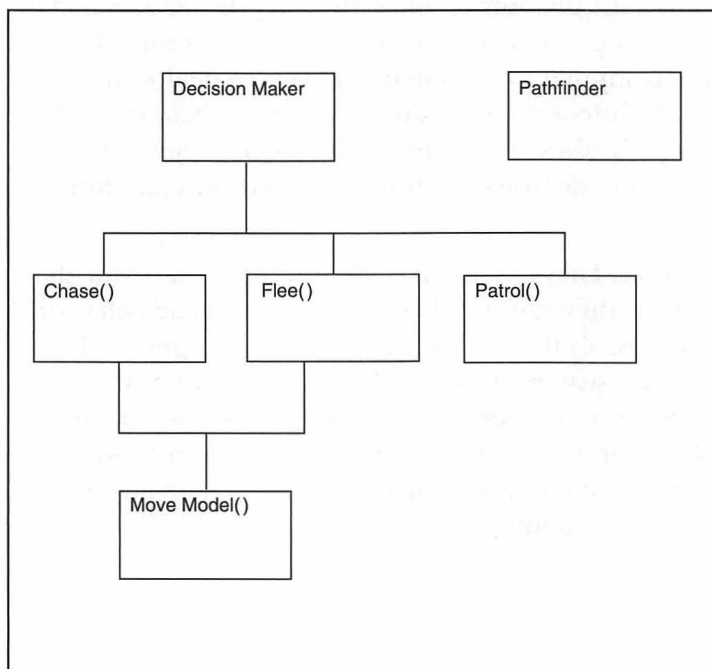 Decision Maker
Pathfinder
Chase()
Flee()
Patrol()
Move Model()